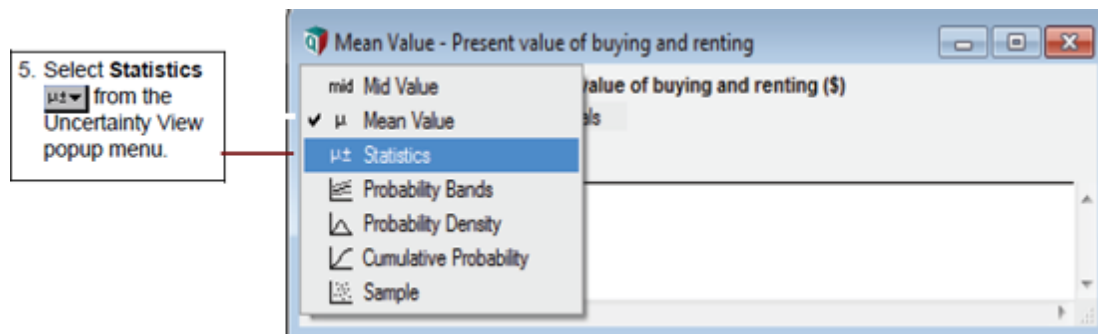 Mean Value - Present value of buying and renting
5. Select Statistics
μ± from the
Uncertainty View
popup menu.
mid Mid Value
value of buying and renting ($)
✔ μ Mean Value
als
μ± Statistics
Probability Bands
Probability Density
Cumulative Probability
Sample